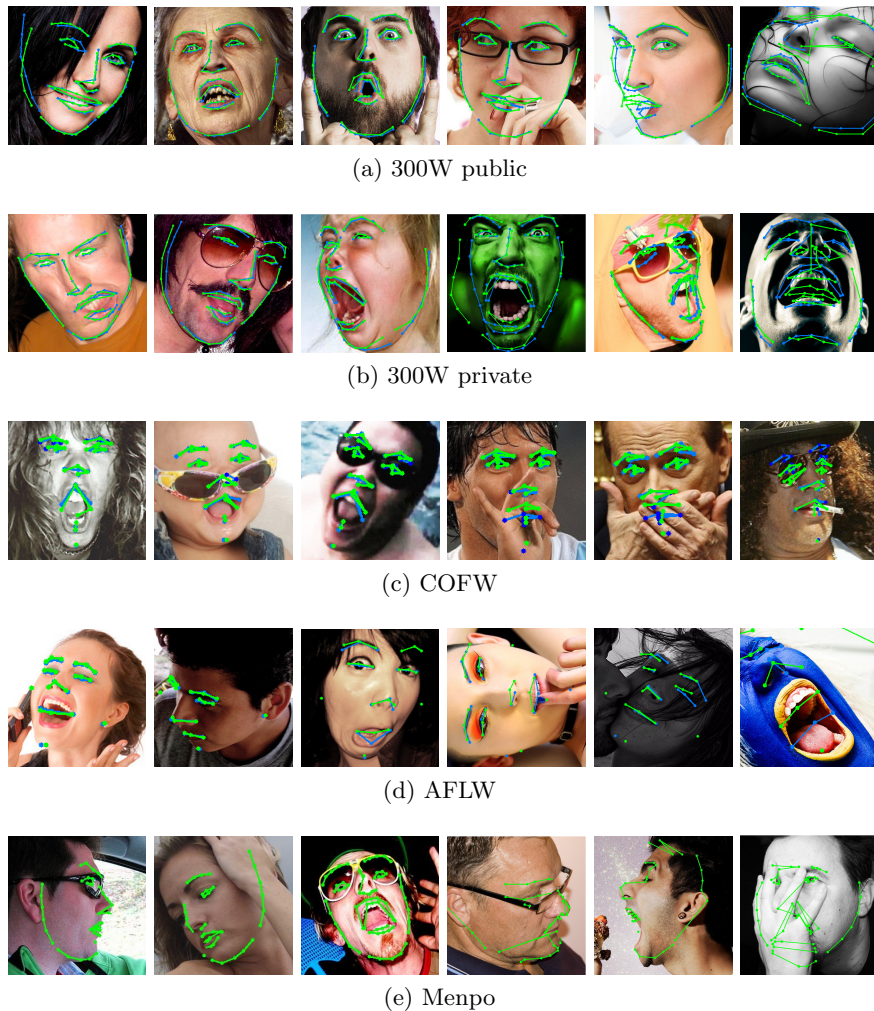 (a) 300W public
(b) 300W private
(c) COFW
(d) AFLW
(e) Menpo